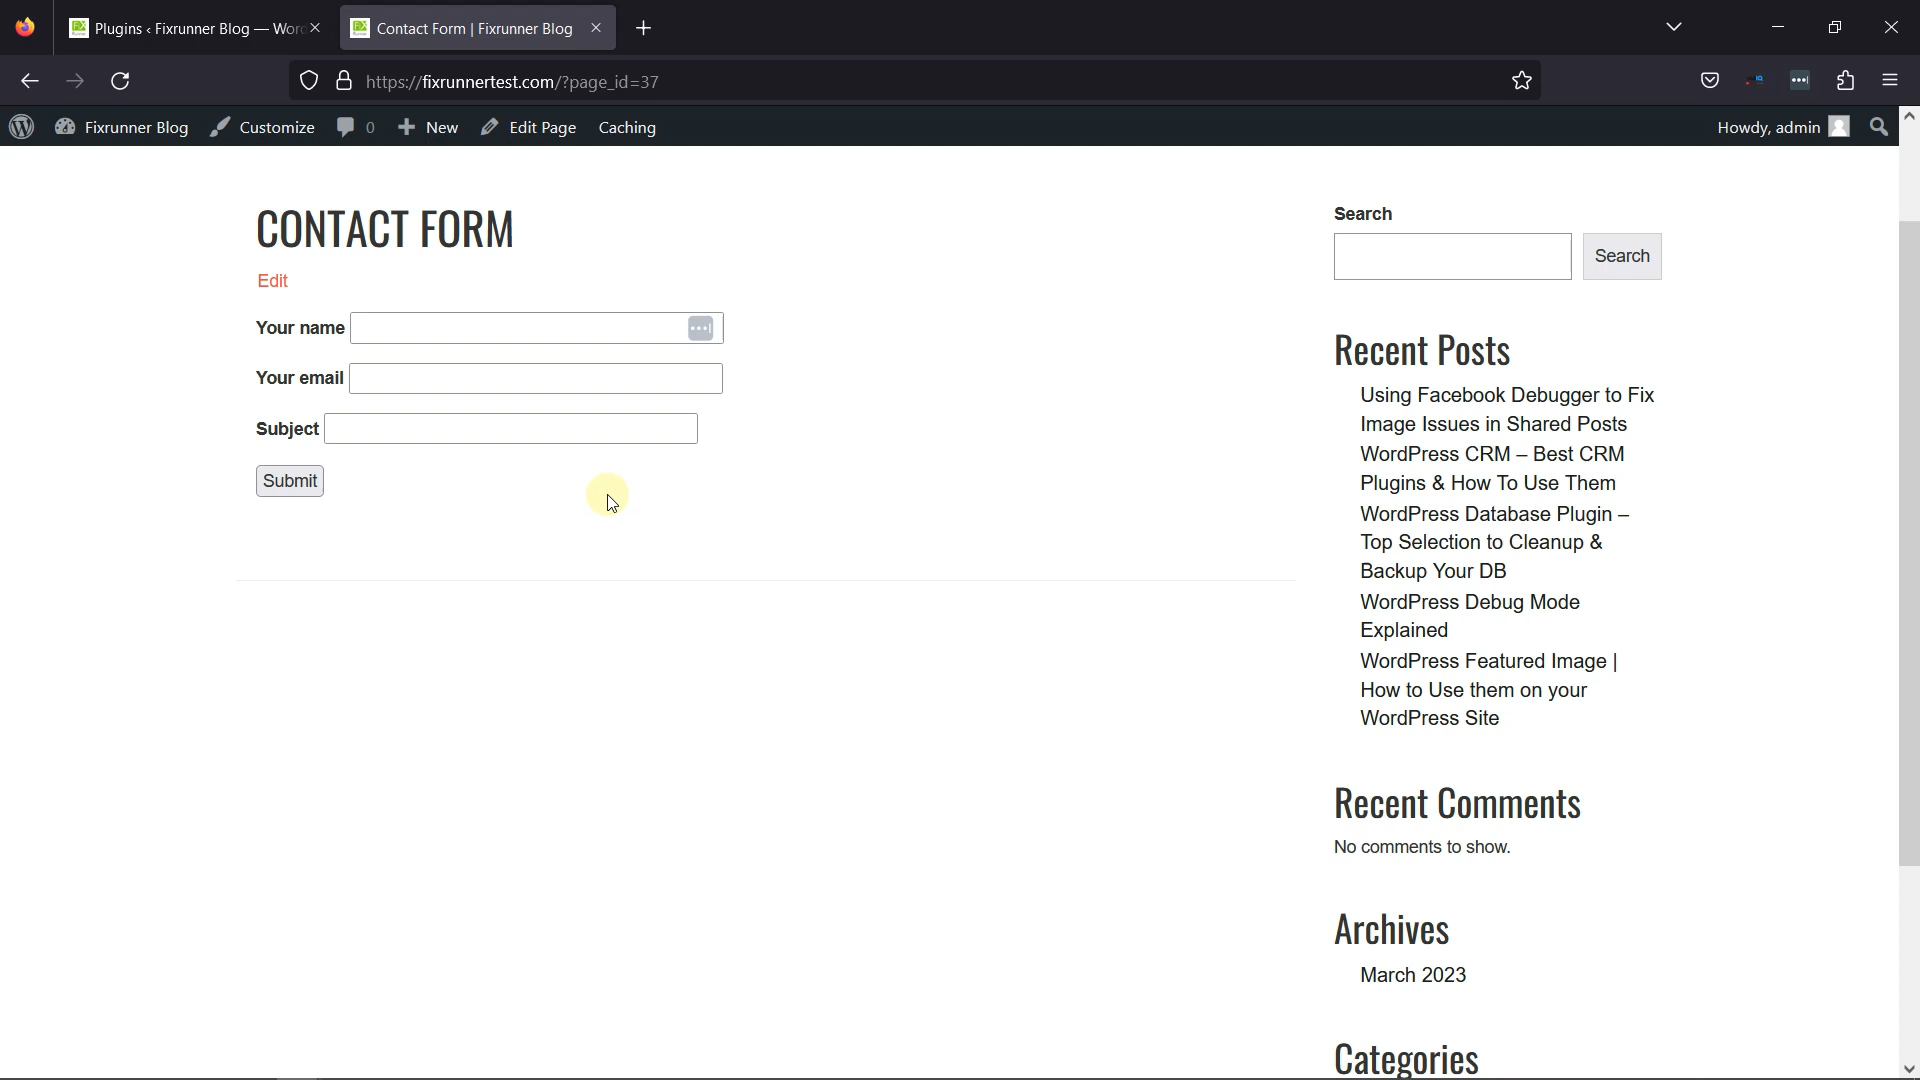 Plugins ‹ Fixrunner Blog — Wor
Contact Form | Fixrunner Blog
https://fixrunnertest.com/?page_id=37
Fixrunner Blog
Customize
0
New
Edit Page
Caching
Howdy, admin
CONTACT FORM
Edit
Your name
Your email
Subject
Submit
Search
Search
Recent Posts
Using Facebook Debugger to Fix
Image Issues in Shared Posts
WordPress CRM – Best CRM
Plugins & How To Use Them
WordPress Database Plugin –
Top Selection to Cleanup &
Backup Your DB
WordPress Debug Mode
Explained
WordPress Featured Image |
How to Use them on your
WordPress Site
Recent Comments
No comments to show.
Archives
March 2023
Categories